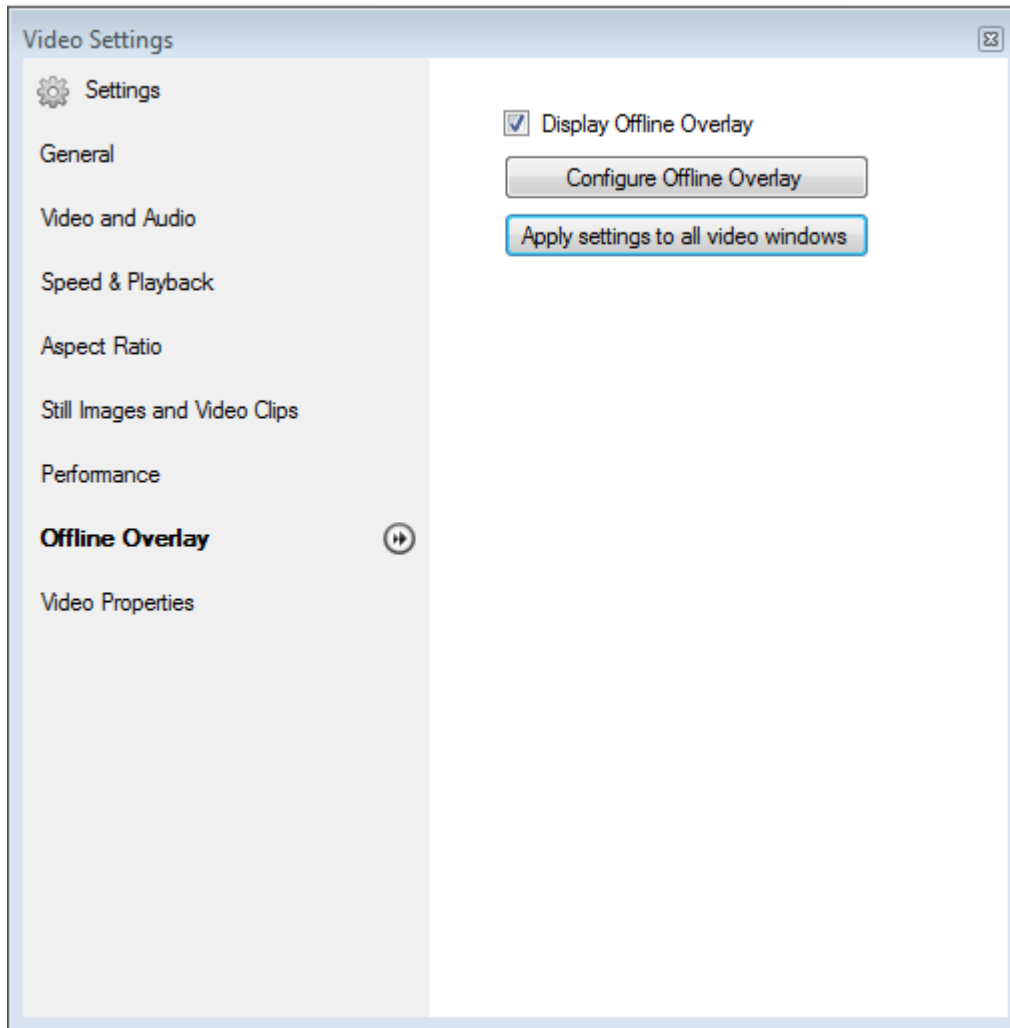 Video Settings
Settings
General
Video and Audio
Speed & Playback
Aspect Ratio
Still Images and Video Clips
Performance
Offline Overlay
Video Properties
Display Offline Overlay
Configure Offline Overlay
Apply settings to all video windows